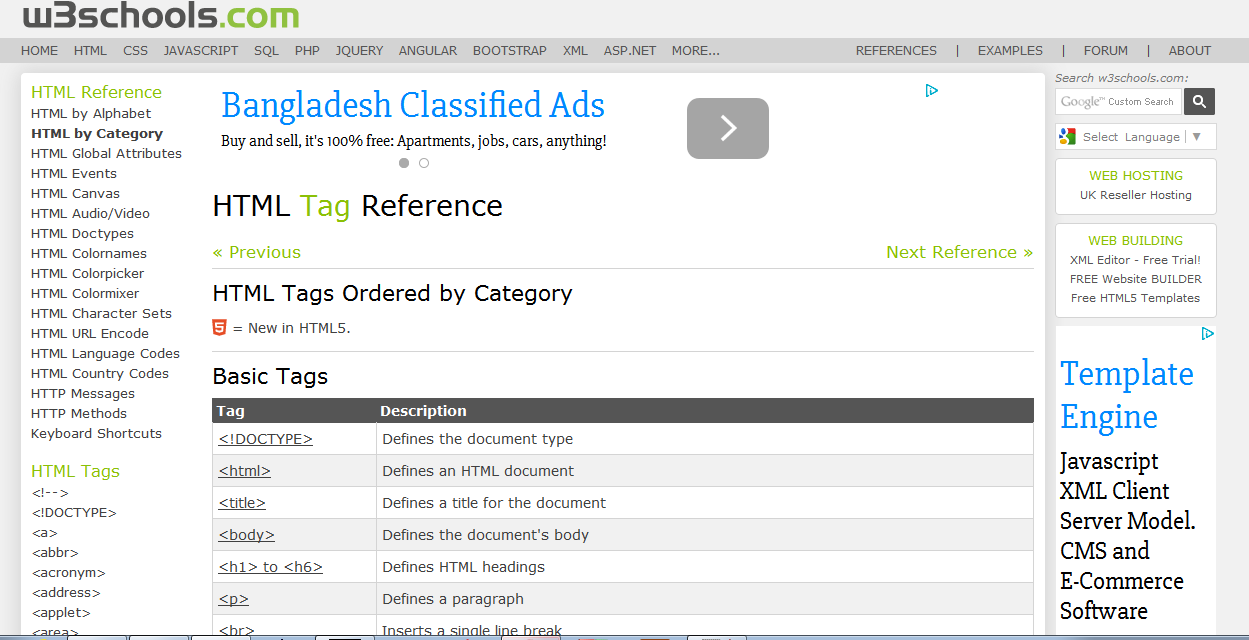 w3schools.com
HOME HTML CSS JAVASCRIPT SQL PHP JQUERY ANGULAR BOOTSTRAP XML ASP.NET MORE... REFERENCES | EXAMPLES | FORUM | ABOUT
HTML Reference
HTML by Alphabet
HTML by Category
HTML Global Attributes
HTML Events
HTML Canvas
HTML Audio/Video
HTML Doctypes
HTML Colornames
HTML Colorpicker
HTML Colormixer
HTML Character Sets
HTML URL Encode
HTML Language Codes
HTML Country Codes
HTTP Messages
HTTP Methods
Keyboard Shortcuts
HTML Tags
<!-->
<!DOCTYPE>
<a>
<abbr>
<acronym>
<address>
<applet>
<area>
Bangladesh Classified Ads
Buy and sell, it's 100% free: Apartments, jobs, cars, anything!
HTML Tag Reference
« Previous
Next Reference »
HTML Tags Ordered by Category
5 = New in HTML5.
Basic Tags
Tag Description
<!DOCTYPE> Defines the document type
<html> Defines an HTML document
<title> Defines a title for the document
<body> Defines the document's body
<h1> to <h6> Defines HTML headings
<p> Defines a paragraph
<br> Inserts a single line break
Search w3schools.com:
Google™ Custom Search
Select Language | ▼
WEB HOSTING
UK Reseller Hosting
WEB BUILDING
XML Editor - Free Trial!
FREE Website BUILDER
Free HTML5 Templates
Template
Engine
Javascript
XML Client
Server Model.
CMS and
E-Commerce
Software